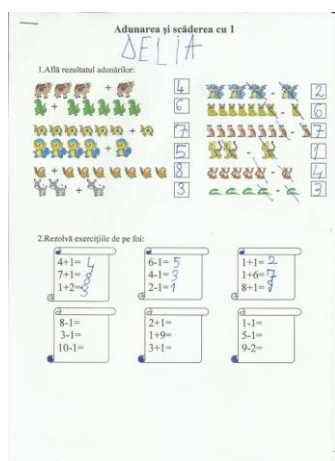 Adunarea și scăderea cu 1
DELIA
1.Află rezultatul adunărilor:
+ 4 - 2
+ 6 - 6
+ 7 - 7
+ 5 - 1
+ 8 - 4
+ 3 - 3
2.Rezolvă exercițiile de pe foi:
4+1= 4
7+1= 8
1+2=3
6-1= 5
4-1= 3
2-1=1
1+1= 2
1+6= 7
8+1=
8-1=
3-1=
10-1=
2+1=
1+9=
3+1=
1-1=
5-1=
9-2=